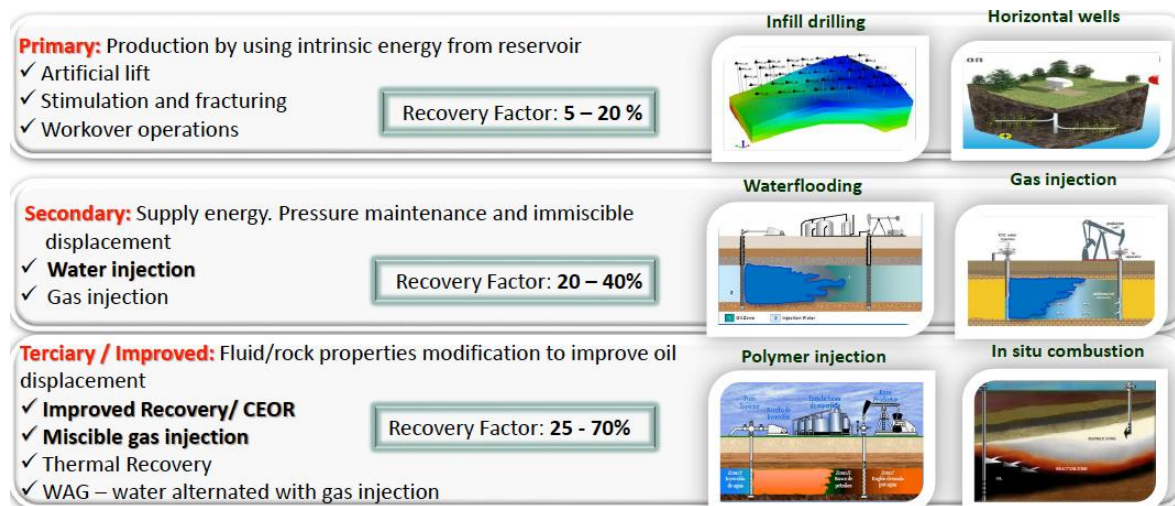 Primary: Production by using intrinsic energy from reservoir
✓ Artificial lift
✓ Stimulation and fracturing
✓ Workover operations
Recovery Factor: 5 – 20 %
Infill drilling
Horizontal wells
on
Secondary: Supply energy. Pressure maintenance and immiscible
displacement
✓ Water injection
✓ Gas injection
Recovery Factor: 20 – 40%
Waterflooding
Gas injection
Terciary / Improved: Fluid/rock properties modification to improve oil
displacement
✓ Improved Recovery/ CEOR
✓ Miscible gas injection
✓ Thermal Recovery
✓ WAG – water alternated with gas injection
Recovery Factor: 25 - 70%
Polymer injection
In situ combustion